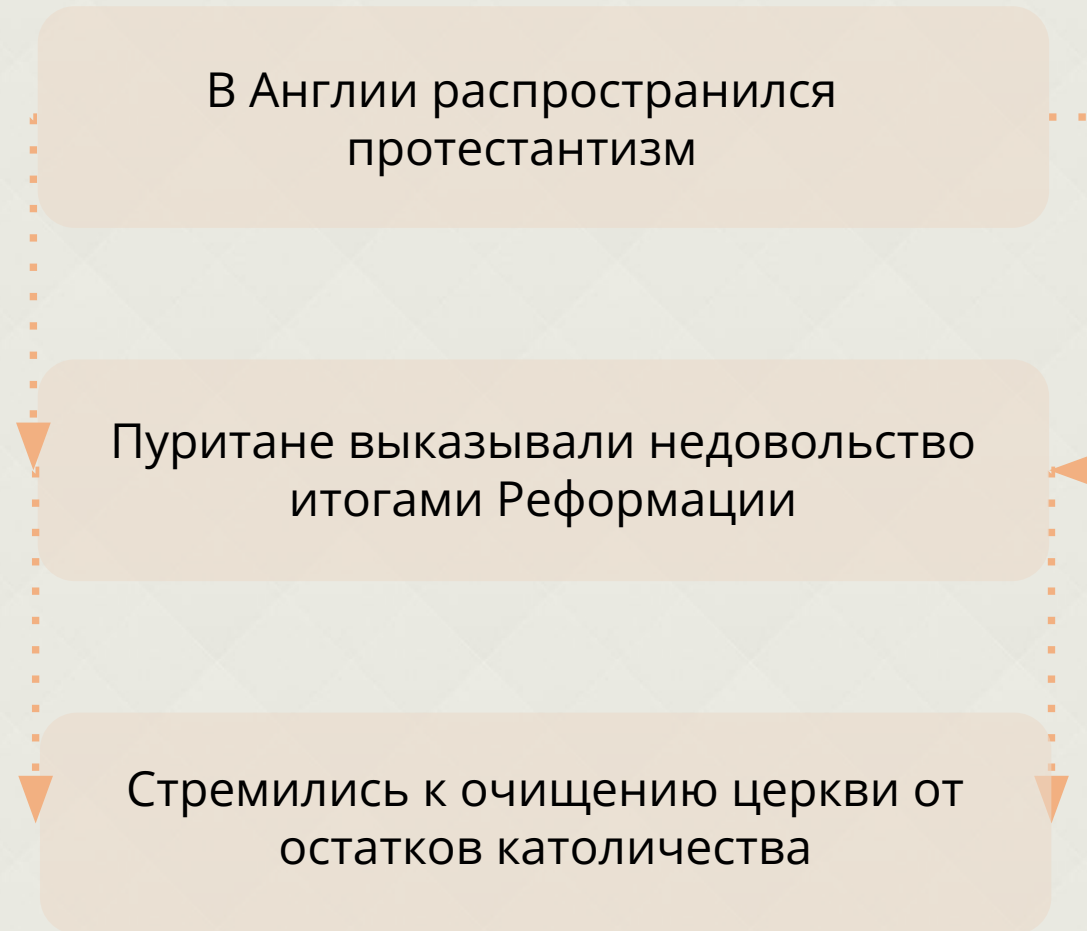 В Англии распространился
протестантизм
Пуритане выказывали недовольство
итогами Реформации
Стремились к очищению церкви от
остатков католичества